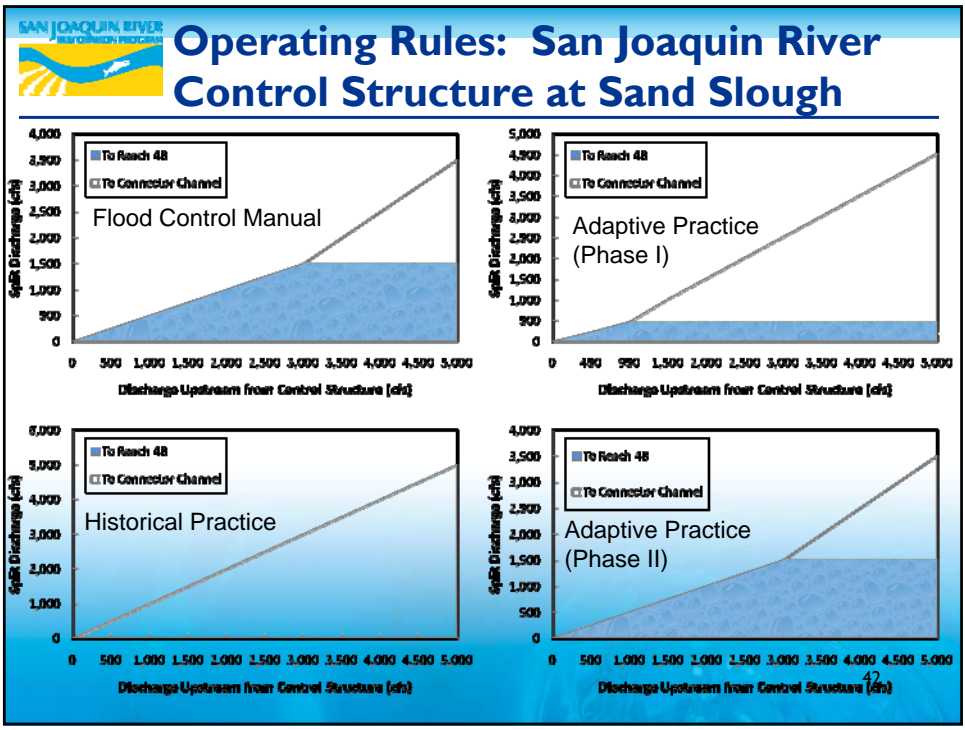 SAN JOAQUIN RIVER
RESTORATION PROGRAM
Operating Rules: San Joaquin River
Control Structure at Sand Slough
4,000
3,500
3,000
2,500
2,000
1,500
1,000
500
0
Split Discharge (cfs)
To Reach 4B
To Connector Channel
Flood Control Manual
0 500 1,000 1,500 2,000 2,500 3,000 3,500 4,000 4,500 5,000
Discharge Upstream from Control Structure (cfs)
5,000
4,500
4,000
3,500
3,000
2,500
2,000
1,500
1,000
500
0
Split Discharge (cfs)
To Reach 4B
To Connector Channel
Adaptive Practice
(Phase I)
0 1,500 2,000 2,500 3,000 3,500 4,000 4,500 5,000
Discharge Upstream from Control Structure (cfs)
6,000
5,000
4,000
3,000
2,000
1,000
0
Split Discharge (cfs)
To Reach 4B
To Connector Channel
Historical Practice
0 500 1,000 1,500 2,000 2,500 3,000 3,500 4,000 4,500 5,000
Discharge Upstream from Control Structure (cfs)
4,000
3,500
3,000
2,500
2,000
1,500
1,000
500
0
Split Discharge (cfs)
To Reach 4B
To Connector Channel
Adaptive Practice
(Phase II)
0 500 1,000 1,500 2,000 2,500 3,000 3,500 4,000 4,500 5,000
Discharge Upstream from Control Structure (cfs)
42